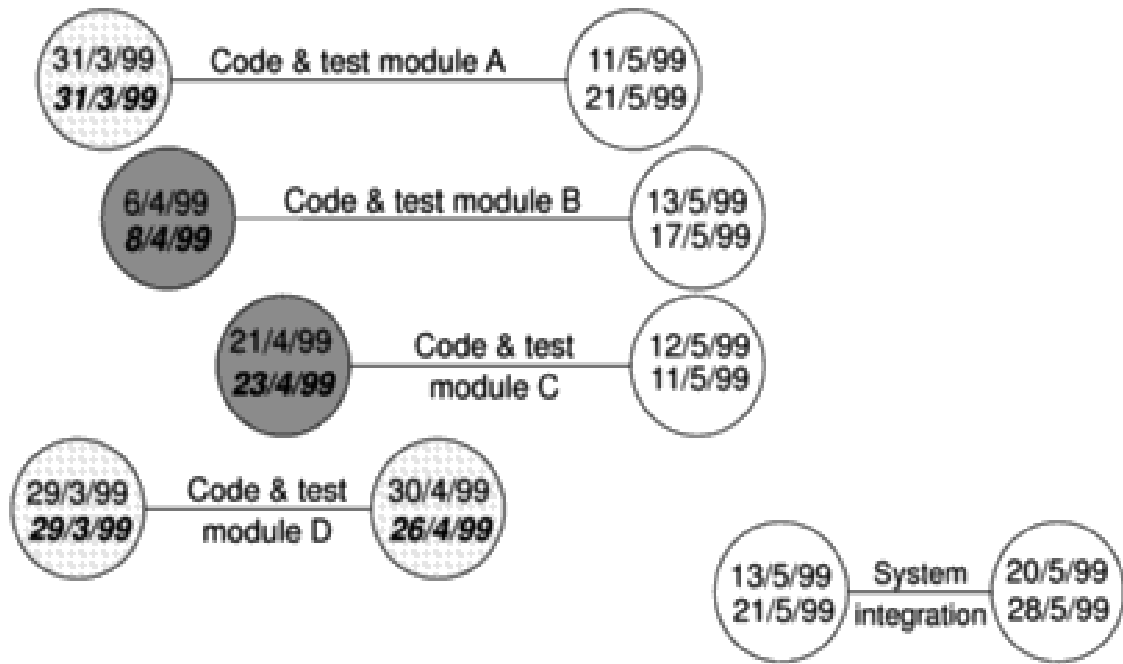 31/3/99
31/3/99
Code & test module A
11/5/99
21/5/99
6/4/99
8/4/99
Code & test module B
13/5/99
17/5/99
21/4/99
23/4/99
Code & test
module C
12/5/99
11/5/99
29/3/99
29/3/99
Code & test
module D
30/4/99
26/4/99
13/5/99
21/5/99
System
integration
20/5/99
28/5/99